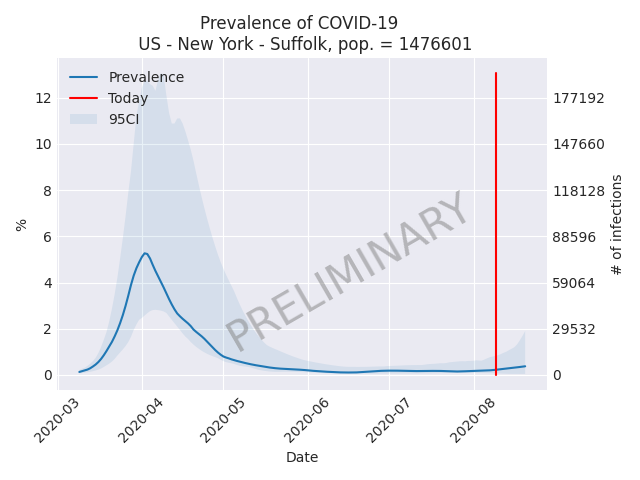 Prevalence of COVID-19
US - New York - Suffolk, pop. = 1476601
Prevalence
Today
95CI
%
12
10
8
6
4
2
0
177192
147660
118128
88596
59064
29532
0
# of infections
PRELIMINARY
2020-03
2020-04
2020-05
2020-06
2020-07
2020-08
Date